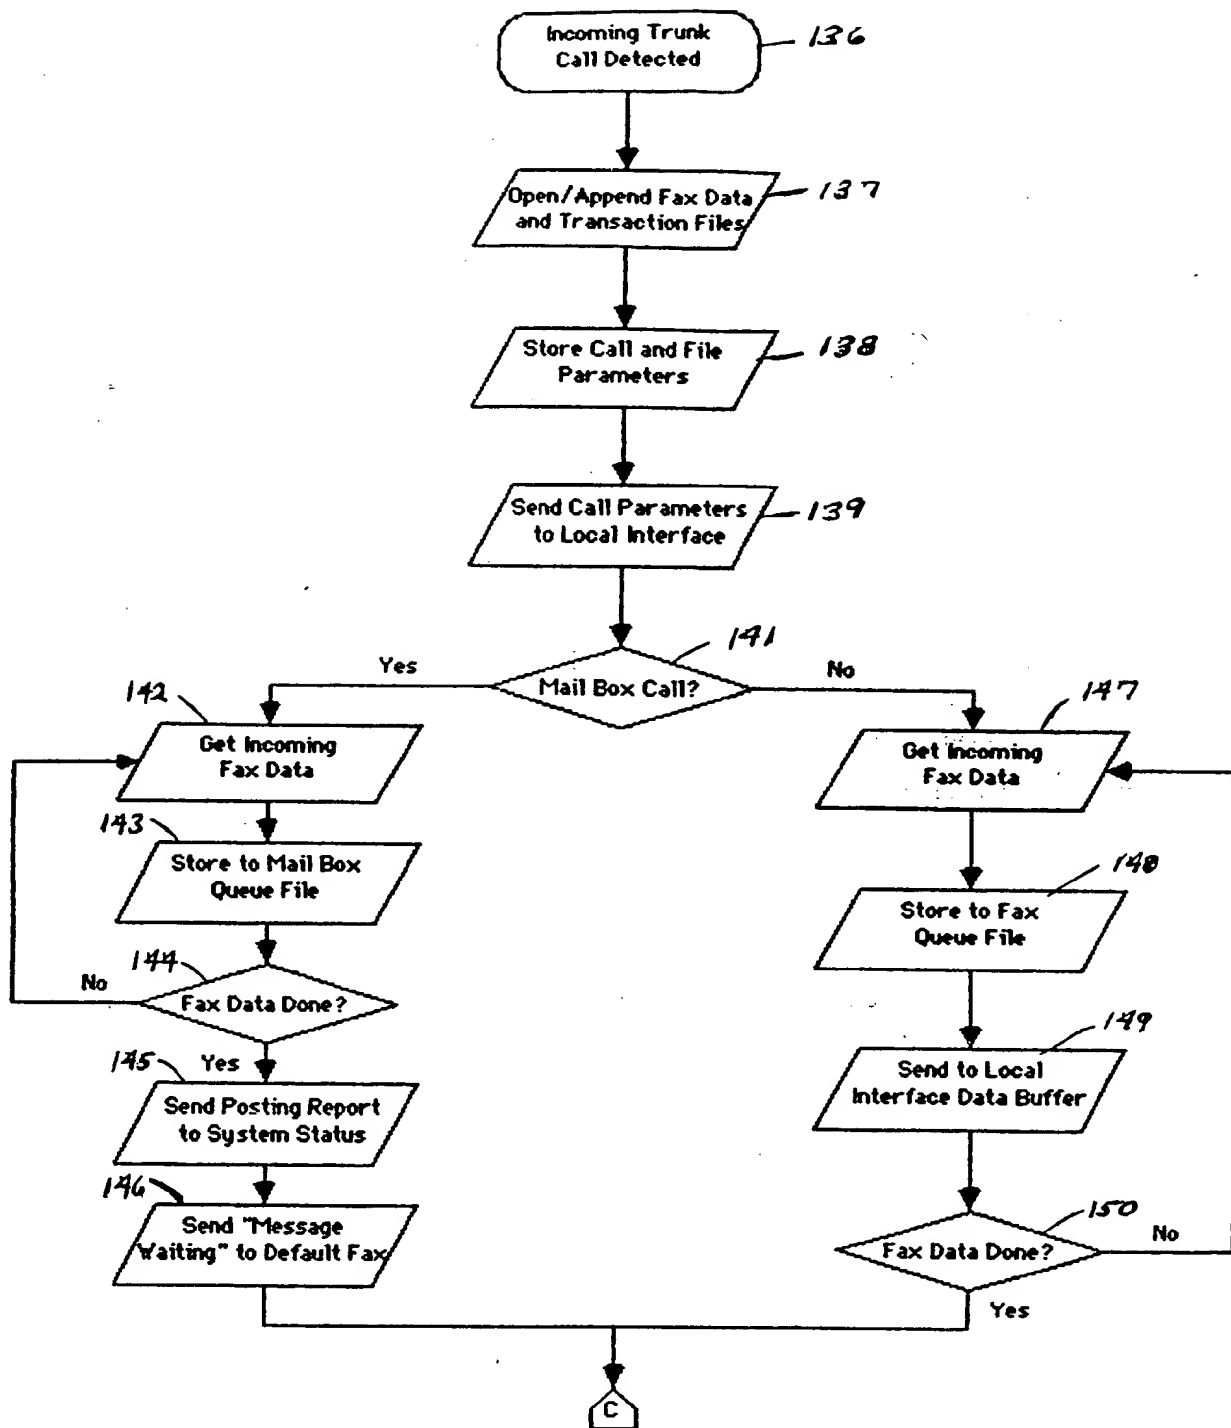 Incoming Trunk
Call Detected
136
Open/Append Fax Data
and Transaction Files
137
Store Call and File
Parameters
138
Send Call Parameters
to Local Interface
139
141
Mail Box Call?
Yes
No
142
Get Incoming
Fax Data
143
Store to Mail Box
Queue File
144
Fax Data Done?
No
Yes
145
Send Posting Report
to System Status
146
Send "Message
Waiting" to Default Fax
147
Get Incoming
Fax Data
148
Store to Fax
Queue File
149
Send to Local
Interface Data Buffer
150
Fax Data Done?
No
Yes
C